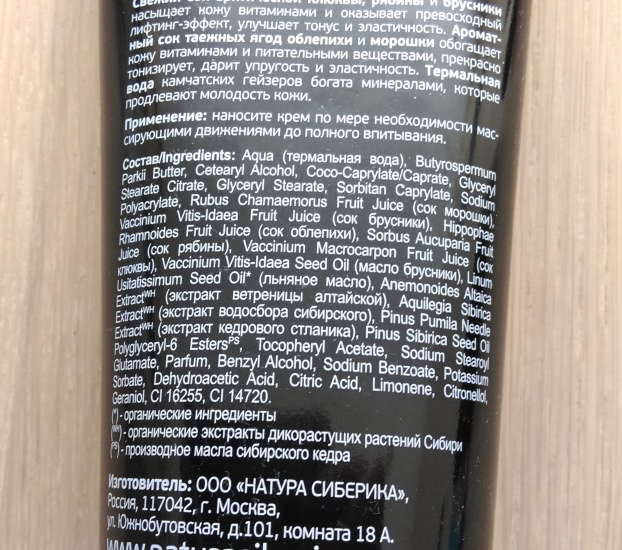 Свежий сок арктической клюквы, рябины и брусники
насыщает кожу витаминами и оказывает превосходный
лифтинг-эффект, улучшает тонус и эластичность. Аромат-
ный сок таежных ягод облепихи и морошки обогащает
кожу витаминами и питательными веществами, прекрасно
тонизирует, дарит упругость и эластичность. Термальная
вода камчатских гейзеров богата минералами, которые
продлевают молодость кожи.
Применение: наносите крем по мере необходимости мас-
сирующими движениями до полного впитывания.
Состав/Ingredients: Aqua (термальная вода), Butyrospermum
Parkii Butter, Cetearyl Alcohol, Coco-Caprylate/Caprate, Glyceryl
Stearate Citrate, Glyceryl Stearate, Sorbitan Caprylate, Sodium
Polyacrylate, Rubus Chamaemorus Fruit Juice (сок морошки),
Vaccinium Vitis-Idaea Fruit Juice (сок брусники), Hippophae
Rhamnoides Fruit Juice (сок облепихи), Sorbus Aucuparia Fruit
Juice (сок рябины), Vaccinium Macrocarpon Fruit Juice (сок
клюквы), Vaccinium Vitis-Idaea Seed Oil (масло брусники), Linum
Usitatissimum Seed Oil* (льняное масло), Anemonoides Altaica
Extract^WH (экстракт ветреницы алтайской), Aquilegia Sibirica
Extract^WH (экстракт водосбора сибирского), Pinus Pumila Needle
Extract^WH (экстракт кедрового стланика), Pinus Sibirica Seed Oil
Polyglyceryl-6 Esters^PS, Tocopheryl Acetate, Sodium Stearoyl
Glutamate, Parfum, Benzyl Alcohol, Sodium Benzoate, Potassium
Sorbate, Dehydroacetic Acid, Citric Acid, Limonene, Citronellol,
Geraniol, CI 16255, CI 14720.
(*) - органические ингредиенты
(WH) - органические экстракты дикорастущих растений Сибири
(PS) - производное масла сибирского кедра
Изготовитель: ООО «НАТУРА СИБЕРИКА»,
Россия, 117042, г. Москва,
ул. Южнобутовская, д.101, комната 18 А.